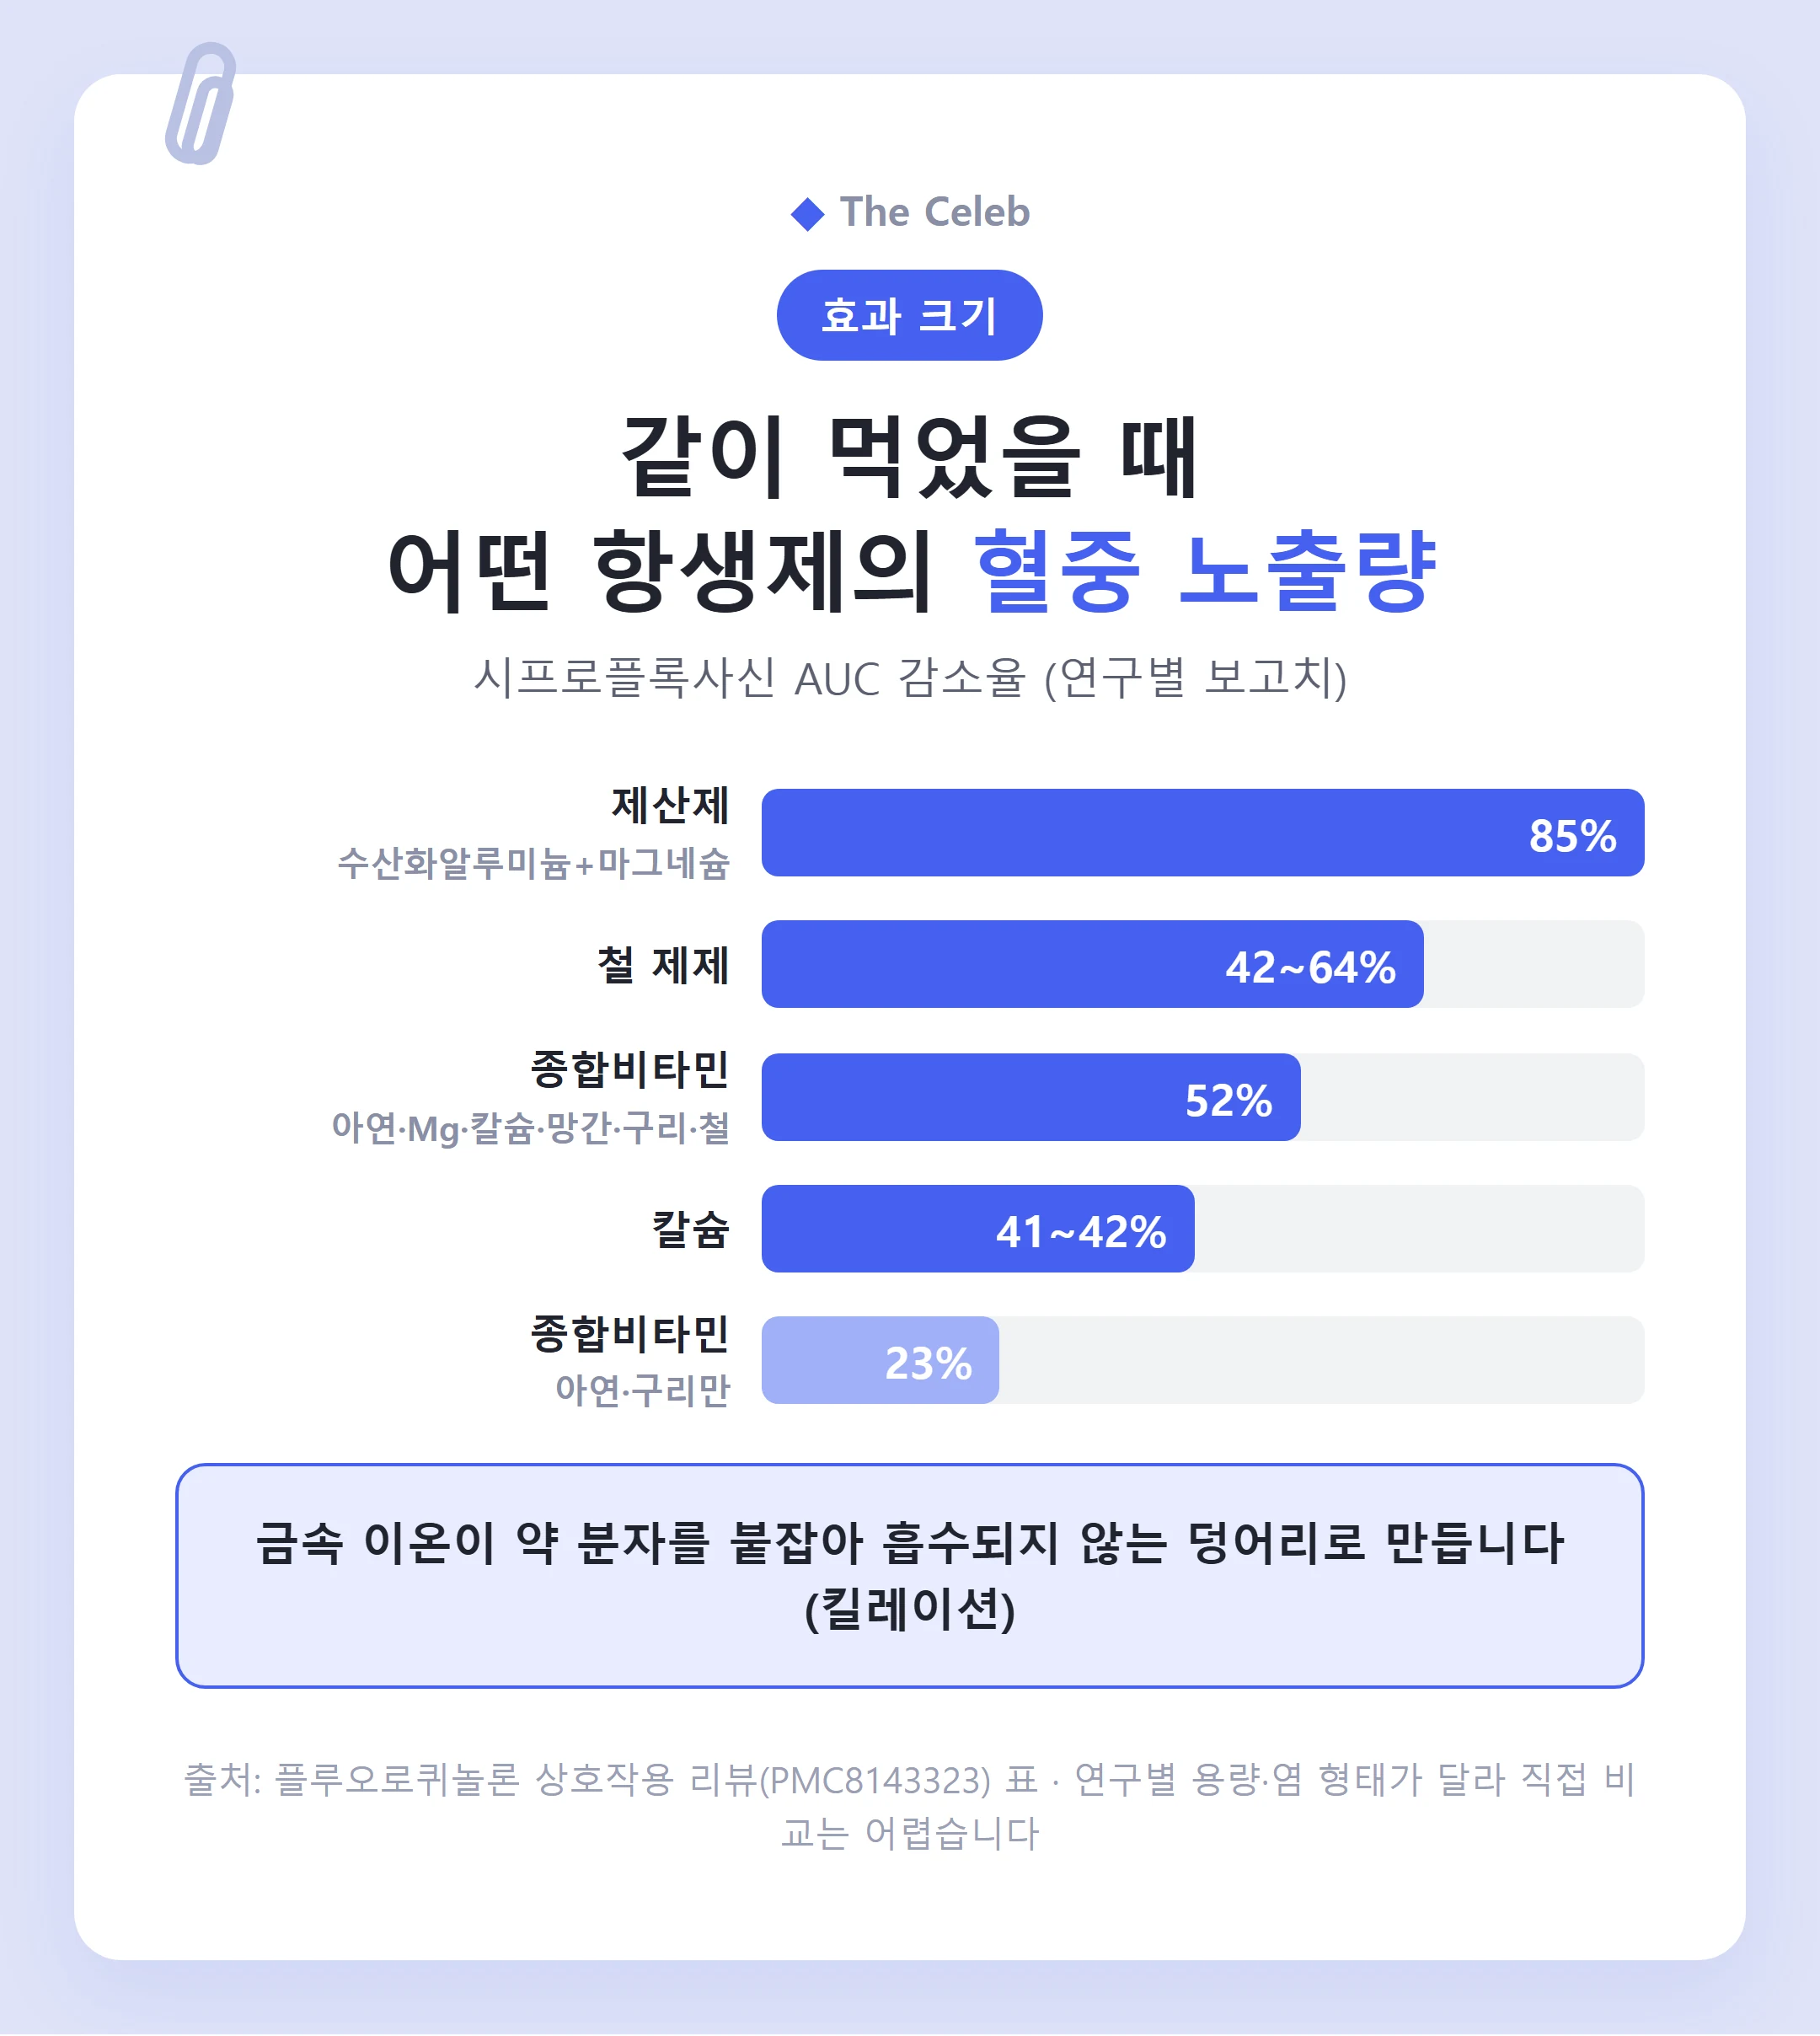 The Celeb
효과 크기
같이 먹었을 때
어떤 항생제의 혈중 노출량
시프로플록사신 AUC 감소율 (연구별 보고치)
제산제
수산화알루미늄+마그네슘
85%
철 제제
42~64%
종합비타민
아연·Mg·칼슘·망간·구리·철
52%
칼슘
41~42%
종합비타민
아연·구리만
23%
금속 이온이 약 분자를 붙잡아 흡수되지 않는 덩어리로 만듭니다
(킬레이션)
출처: 플루오로퀴놀론 상호작용 리뷰(PMC8143323) 표 · 연구별 용량·염 형태가 달라 직접 비
교는 어렵습니다